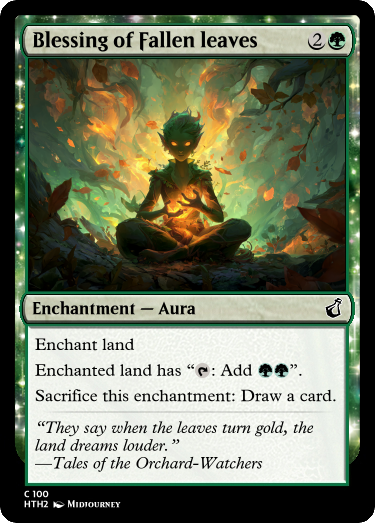 Blessing of Fallen leaves 2
Enchantment — Aura
Enchant land
Enchanted land has “: Add ”.
Sacrifice this enchantment: Draw a card.
“They say when the leaves turn gold, the
land dreams louder.”
—Tales of the Orchard-Watchers
C 100
HTH2 Midjourney